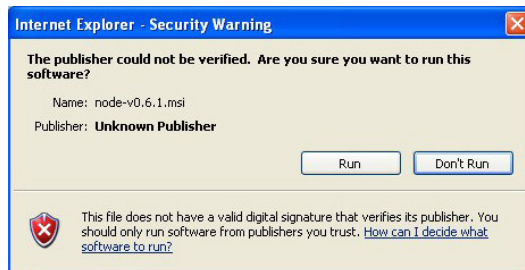 Internet Explorer - Security Warning
The publisher could not be verified. Are you sure you want to run this
software?
Name: node-v0.6.1.msi
Publisher: Unknown Publisher
Run
Don't Run
This file does not have a valid digital signature that verifies its publisher. You
should only run software from publishers you trust. How can I decide what
software to run?